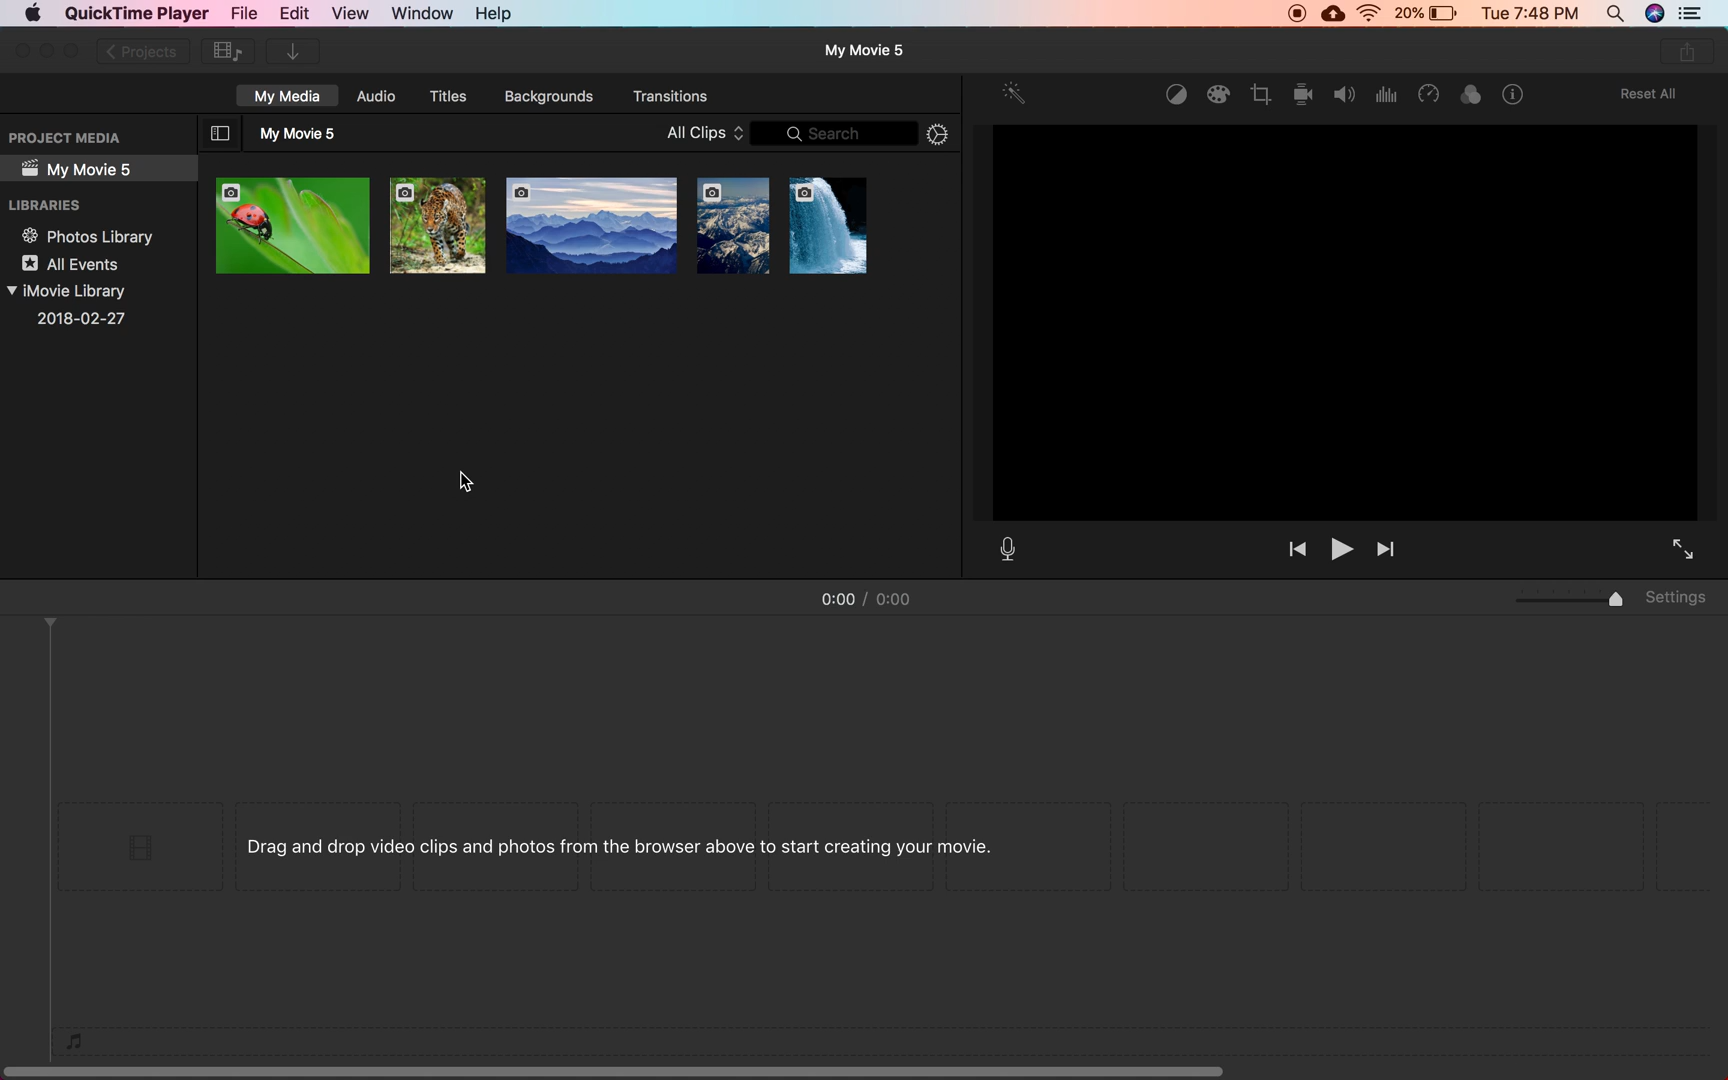 QuickTime Player File Edit View Window Help 20% Tue 7:48 PM
Projects My Movie 5
My Media Audio Titles Backgrounds Transitions Reset All
PROJECT MEDIA My Movie 5 All Clips Search
My Movie 5
LIBRARIES
Photos Library
All Events
iMovie Library
2018-02-27
0:00 / 0:00 Settings
Drag and drop video clips and photos from the browser above to start creating your movie.